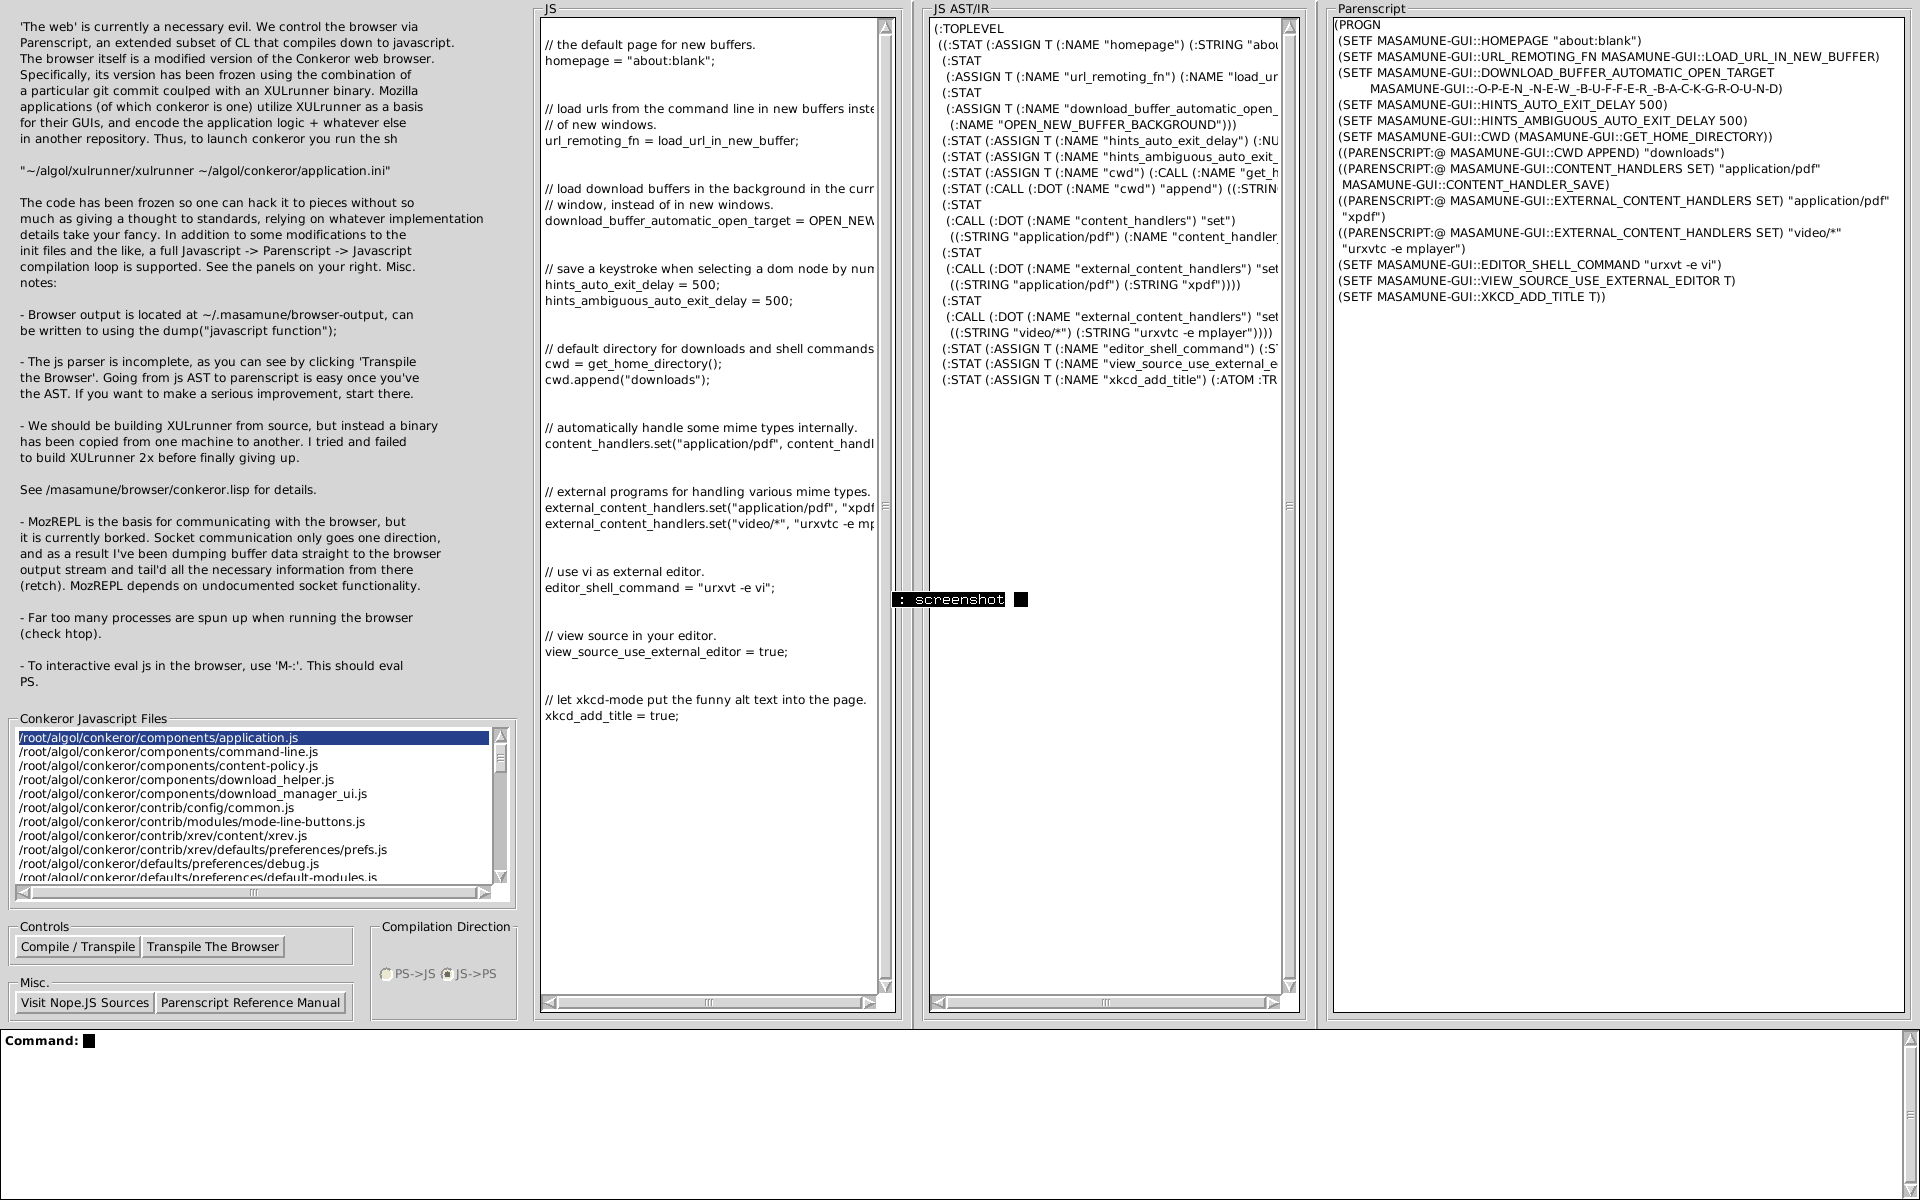 'The web' is currently a necessary evil. We control the browser via
Parenscript, an extended subset of CL that compiles down to javascript.
The browser itself is a modified version of the Conkeror web browser.
Specifically, its version has been frozen using the combination of
a particular git commit coulped with an XULrunner binary. Mozilla
applications (of which conkeror is one) utilize XULrunner as a basis
for their GUIs, and encode the application logic + whatever else
in another repository. Thus, to launch conkeror you run the sh
"~/algol/xulrunner/xulrunner ~/algol/conkeror/application.ini"
The code has been frozen so one can hack it to pieces without so
much as giving a thought to standards, relying on whatever implementation
details take your fancy. In addition to some modifications to the
init files and the like, a full Javascript -> Parenscript -> Javascript
compilation loop is supported. See the panels on your right. Misc.
notes:
- Browser output is located at ~/.masamune/browser-output, can
be written to using the dump("javascript function");
- The js parser is incomplete, as you can see by clicking 'Transpile
the Browser'. Going from js AST to parenscript is easy once you've
the AST. If you want to make a serious improvement, start there.
- We should be building XULrunner from source, but instead a binary
has been copied from one machine to another. I tried and failed
to build XULrunner 2x before finally giving up.
See /masamune/browser/conkeror.lisp for details.
- MozREPL is the basis for communicating with the browser, but
it is currently borked. Socket communication only goes one direction,
and as a result I've been dumping buffer data straight to the browser
output stream and tail'd all the necessary information from there
(retch). MozREPL depends on undocumented socket functionality.
- Far too many processes are spun up when running the browser
(check htop).
- To interactive eval js in the browser, use 'M-:'. This should eval
PS.
Conkeror Javascript Files
/root/algol/conkeror/components/application.js
/root/algol/conkeror/components/command-line.js
/root/algol/conkeror/components/content-policy.js
/root/algol/conkeror/components/download_helper.js
/root/algol/conkeror/components/download_manager_ui.js
/root/algol/conkeror/contrib/config/common.js
/root/algol/conkeror/contrib/modules/mode-line-buttons.js
/root/algol/conkeror/contrib/xrev/content/xrev.js
/root/algol/conkeror/contrib/xrev/defaults/preferences/prefs.js
/root/algol/conkeror/defaults/preferences/debug.js
/root/algol/conkeror/defaults/preferences/default-modules.js
Controls
Compile / Transpile Transpile The Browser
Misc.
Visit Nope.JS Sources Parenscript Reference Manual
Compilation Direction
PS->JS JS->PS
JS
// the default page for new buffers.
homepage = "about:blank";
// load urls from the command line in new buffers inste
// of new windows.
url_remoting_fn = load_url_in_new_buffer;
// load download buffers in the background in the curr
// window, instead of in new windows.
download_buffer_automatic_open_target = OPEN_NEW
// save a keystroke when selecting a dom node by num
hints_auto_exit_delay = 500;
hints_ambiguous_auto_exit_delay = 500;
// default directory for downloads and shell commands
cwd = get_home_directory();
cwd.append("downloads");
// automatically handle some mime types internally.
content_handlers.set("application/pdf", content_handl
// external programs for handling various mime types.
external_content_handlers.set("application/pdf", "xpdf
external_content_handlers.set("video/*", "urxvtc -e mp
// use vi as external editor.
editor_shell_command = "urxvt -e vi";
// view source in your editor.
view_source_use_external_editor = true;
// let xkcd-mode put the funny alt text into the page.
xkcd_add_title = true;
JS AST/IR
(:TOPLEVEL
((:STAT (:ASSIGN T (:NAME "homepage") (:STRING "abou
(:STAT
(:ASSIGN T (:NAME "url_remoting_fn") (:NAME "load_ur
(:STAT
(:ASSIGN T (:NAME "download_buffer_automatic_open_
(:NAME "OPEN_NEW_BUFFER_BACKGROUND")))
(:STAT (:ASSIGN T (:NAME "hints_auto_exit_delay") (:NU
(:STAT (:ASSIGN T (:NAME "hints_ambiguous_auto_exit_
(:STAT (:ASSIGN T (:NAME "cwd") (:CALL (:NAME "get_h
(:STAT (:CALL (:DOT (:NAME "cwd") "append") ((:STRIN
(:STAT
(:CALL (:DOT (:NAME "content_handlers") "set")
((:STRING "application/pdf") (:NAME "content_handler_
(:STAT
(:CALL (:DOT (:NAME "external_content_handlers") "set
((:STRING "application/pdf") (:STRING "xpdf"))))
(:STAT
(:CALL (:DOT (:NAME "external_content_handlers") "set
((:STRING "video/*") (:STRING "urxvtc -e mplayer"))))
(:STAT (:ASSIGN T (:NAME "editor_shell_command") (:ST
(:STAT (:ASSIGN T (:NAME "view_source_use_external_e
(:STAT (:ASSIGN T (:NAME "xkcd_add_title") (:ATOM :TR
: screenshot
Parenscript
(PROGN
(SETF MASAMUNE-GUI::HOMEPAGE "about:blank")
(SETF MASAMUNE-GUI::URL_REMOTING_FN MASAMUNE-GUI::LOAD_URL_IN_NEW_BUFFER)
(SETF MASAMUNE-GUI::DOWNLOAD_BUFFER_AUTOMATIC_OPEN_TARGET
MASAMUNE-GUI::-O-P-E-N_-N-E-W_-B-U-F-F-E-R_-B-A-C-K-G-R-O-U-N-D)
(SETF MASAMUNE-GUI::HINTS_AUTO_EXIT_DELAY 500)
(SETF MASAMUNE-GUI::HINTS_AMBIGUOUS_AUTO_EXIT_DELAY 500)
(SETF MASAMUNE-GUI::CWD (MASAMUNE-GUI::GET_HOME_DIRECTORY))
((PARENSCRIPT:@ MASAMUNE-GUI::CWD APPEND) "downloads")
((PARENSCRIPT:@ MASAMUNE-GUI::CONTENT_HANDLERS SET) "application/pdf"
MASAMUNE-GUI::CONTENT_HANDLER_SAVE)
((PARENSCRIPT:@ MASAMUNE-GUI::EXTERNAL_CONTENT_HANDLERS SET) "application/pdf"
"xpdf")
((PARENSCRIPT:@ MASAMUNE-GUI::EXTERNAL_CONTENT_HANDLERS SET) "video/*"
"urxvtc -e mplayer")
(SETF MASAMUNE-GUI::EDITOR_SHELL_COMMAND "urxvt -e vi")
(SETF MASAMUNE-GUI::VIEW_SOURCE_USE_EXTERNAL_EDITOR T)
(SETF MASAMUNE-GUI::XKCD_ADD_TITLE T))
Command: